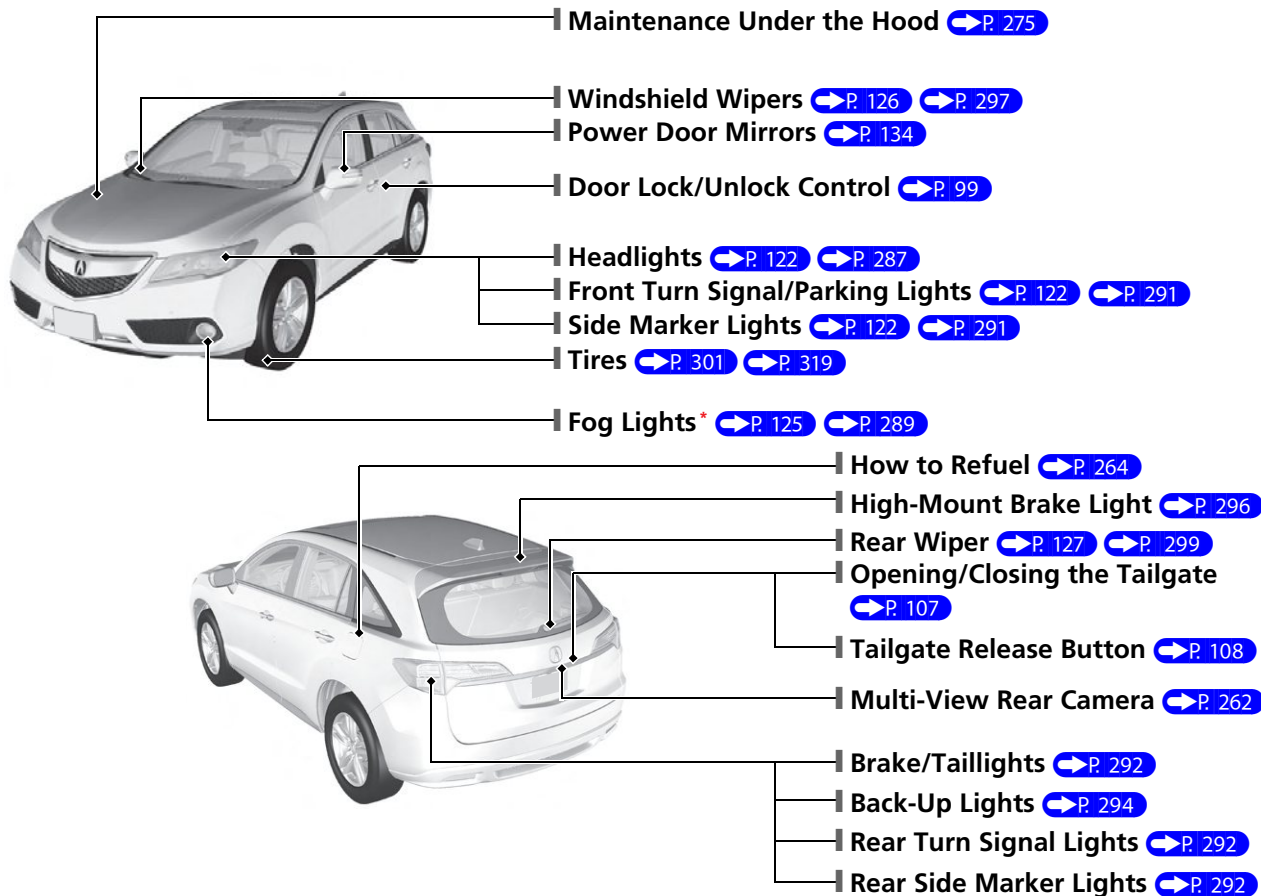 Maintenance Under the Hood P. 275
Windshield Wipers P. 126 P. 297
Power Door Mirrors P. 134
Door Lock/Unlock Control P. 99
Headlights P. 122 P. 287
Front Turn Signal/Parking Lights P. 122 P. 291
Side Marker Lights P. 122 P. 291
Tires P. 301 P. 319
Fog Lights* P. 125 P. 289
How to Refuel P. 264
High-Mount Brake Light P. 296
Rear Wiper P. 127 P. 299
Opening/Closing the Tailgate
P. 107
Tailgate Release Button P. 108
Multi-View Rear Camera P. 262
Brake/Taillights P. 292
Back-Up Lights P. 294
Rear Turn Signal Lights P. 292
Rear Side Marker Lights P. 292